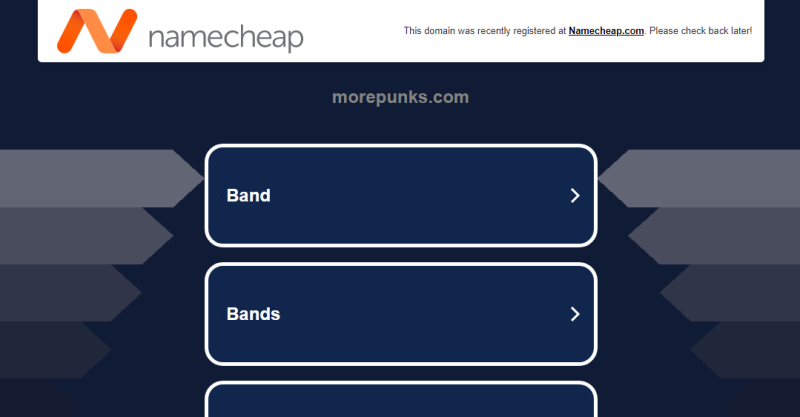 namecheap
This domain was recently registered at Namecheap.com. Please check back later!
morepunks.com
Band
Bands